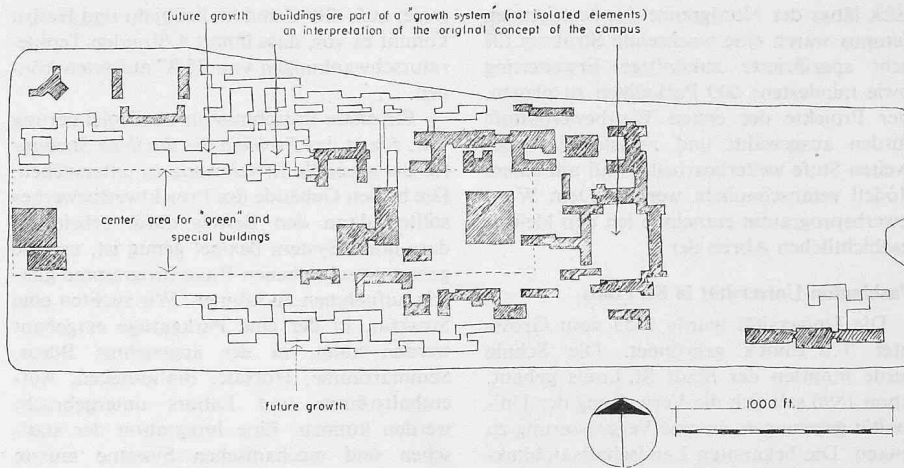 future growth
buildings are part of a "growth system" (not isolated elements)
an interpretation of the original concept of the campus
center area for "green" and
special buildings
future growth
1000 ft.